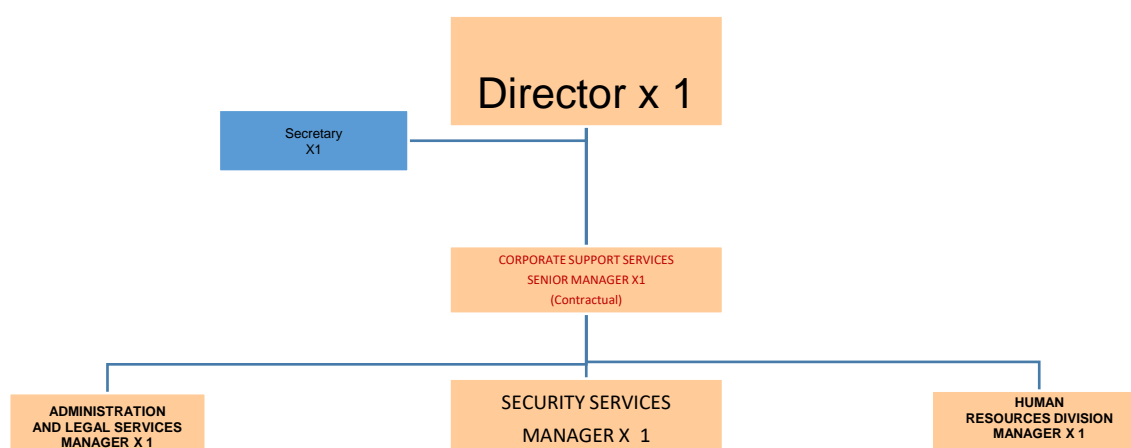 Director x 1
Secretary
X1
CORPORATE SUPPORT SERVICES
SENIOR MANAGER X1
(Contractual)
ADMINISTRATION
AND LEGAL SERVICES
MANAGER X 1
SECURITY SERVICES
MANAGER X 1
HUMAN
RESOURCES DIVISION
MANAGER X 1